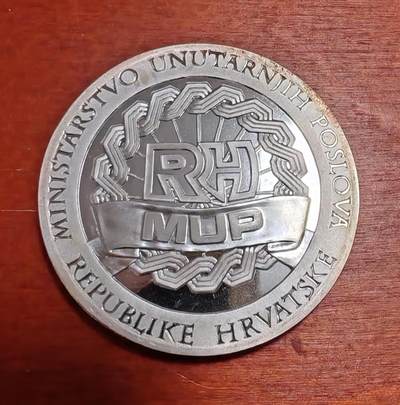 MINISTARSTVO UNUTARNJIH POSLOVA
RH
MUP
REPUBLIKE HRVATSKE